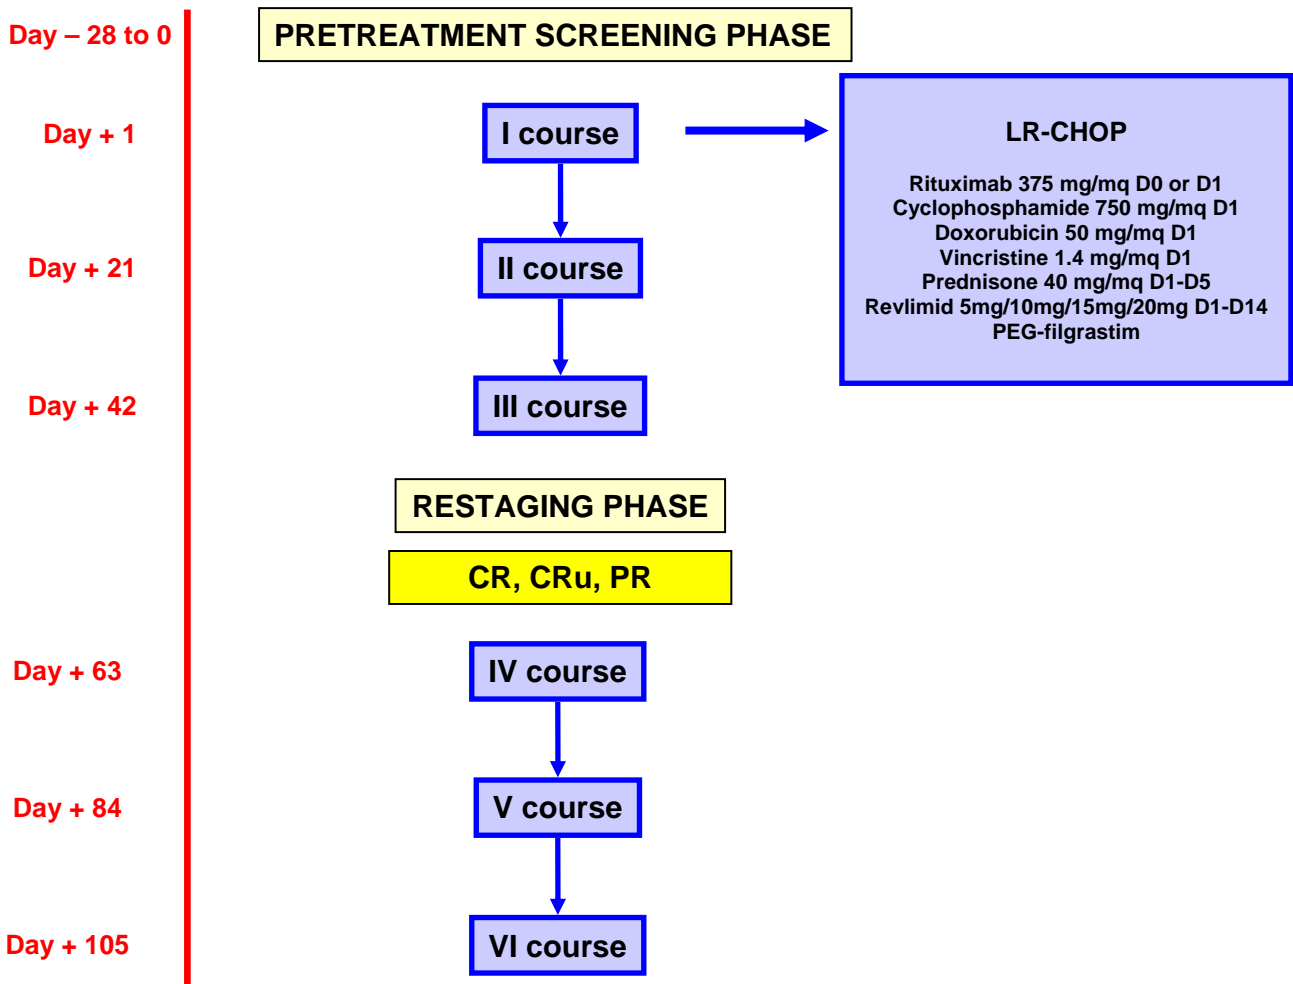 Day – 28 to 0
PRETREATMENT SCREENING PHASE
Day + 1
I course
LR-CHOP
Rituximab 375 mg/mq D0 or D1
Cyclophosphamide 750 mg/mq D1
Doxorubicin 50 mg/mq D1
Vincristine 1.4 mg/mq D1
Prednisone 40 mg/mq D1-D5
Revlimid 5mg/10mg/15mg/20mg D1-D14
PEG-filgrastim
Day + 21
II course
Day + 42
III course
RESTAGING PHASE
CR, CRu, PR
Day + 63
IV course
Day + 84
V course
Day + 105
VI course